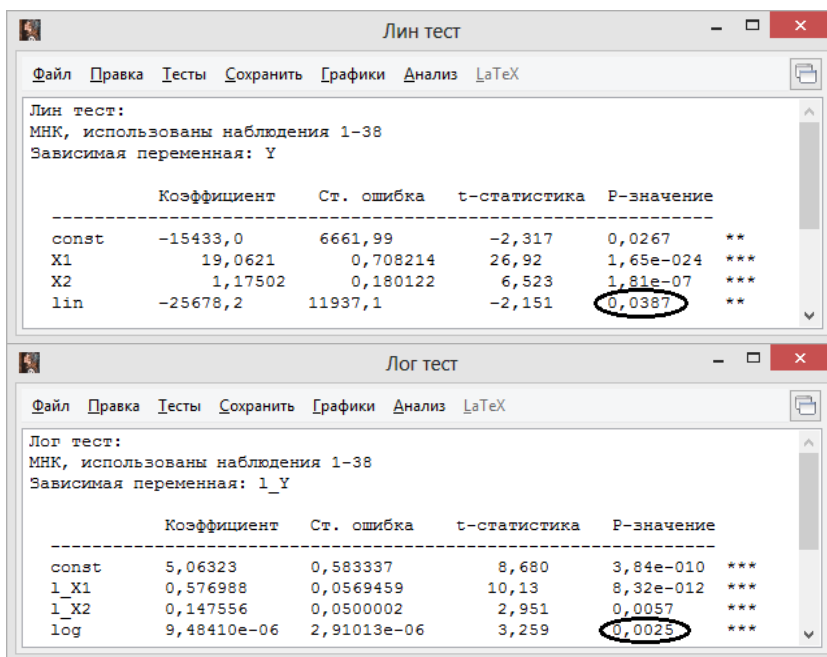 Лин тест
Файл Правка Тесты Сохранить Графики Анализ LaTeX
Лин тест:
МНК, использованы наблюдения 1-38
Зависимая переменная: Y
Коэффициент Ст. ошибка t-статистика P-значение
const -15433,0 6661,99 -2,317 0,0267 **
X1 19,0621 0,708214 26,92 1,65e-024 ***
X2 1,17502 0,180122 6,523 1,81e-07 ***
lin -25678,2 11937,1 -2,151 0,0387 **
Лог тест
Файл Правка Тесты Сохранить Графики Анализ LaTeX
Лог тест:
МНК, использованы наблюдения 1-38
Зависимая переменная: l_Y
Коэффициент Ст. ошибка t-статистика P-значение
const 5,06323 0,583337 8,680 3,84e-010 ***
l_X1 0,576988 0,0569459 10,13 8,32e-012 ***
l_X2 0,147556 0,0500002 2,951 0,0057 ***
log 9,48410e-06 2,91013e-06 3,259 0,0025 ***